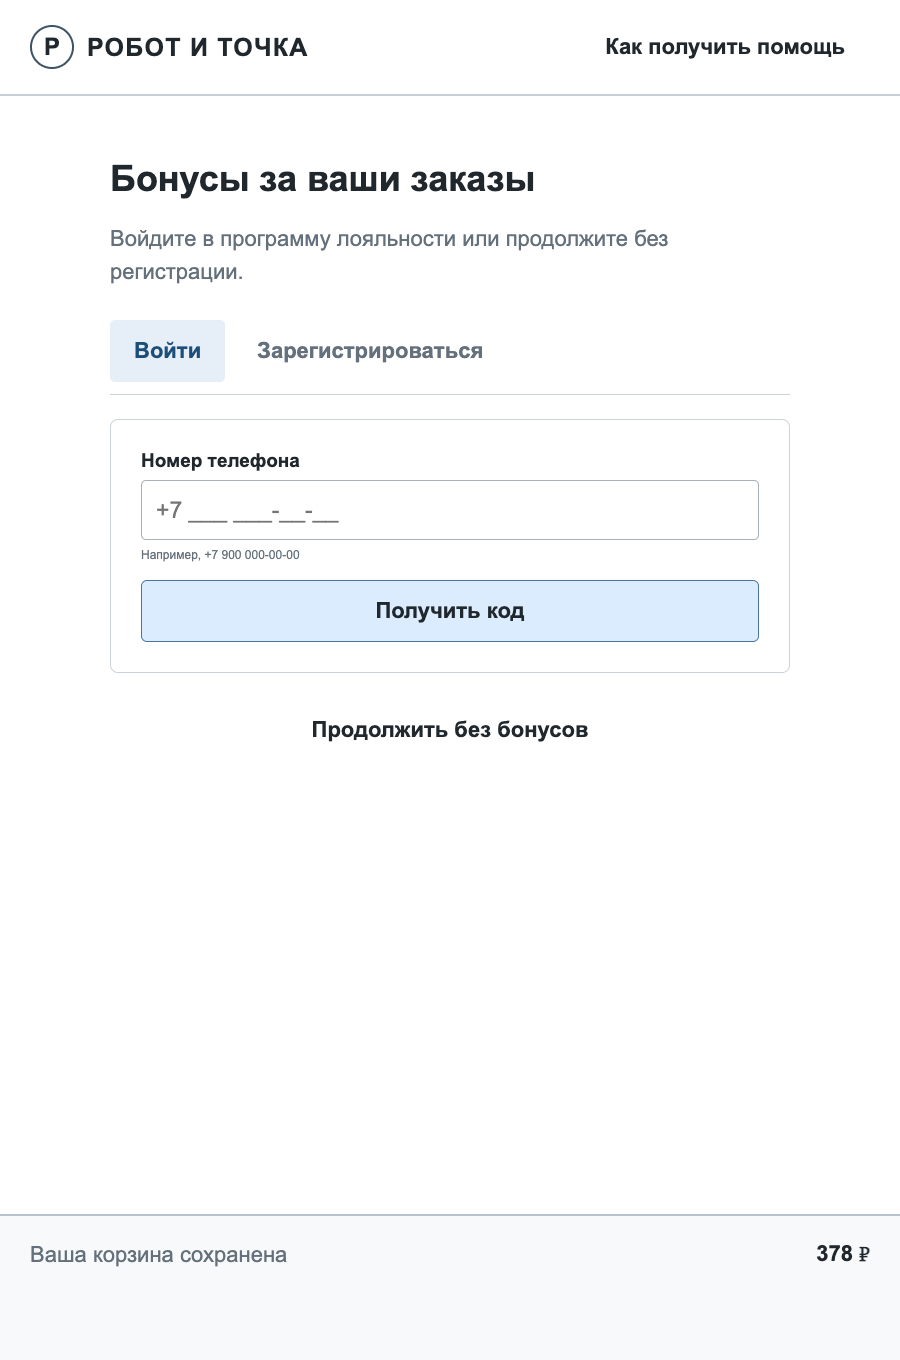 Р РОБОТ И ТОЧКА
Как получить помощь
Бонусы за ваши заказы
Войдите в программу лояльности или продолжите без
регистрации.
Войти Зарегистрироваться
Номер телефона
+7 ___ ___-__-__
Например, +7 900 000-00-00
Получить код
Продолжить без бонусов
Ваша корзина сохранена 378 ₽